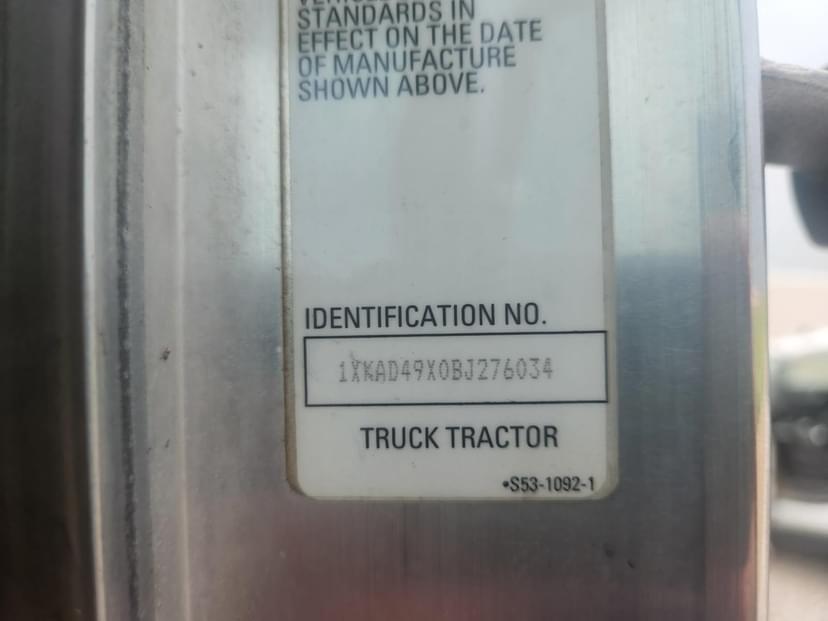 STANDARDS IN
EFFECT ON THE DATE
OF MANUFACTURE
SHOWN ABOVE.
IDENTIFICATION NO.
1XKAD49X0BJ276034
TRUCK TRACTOR
•S53-1092-1